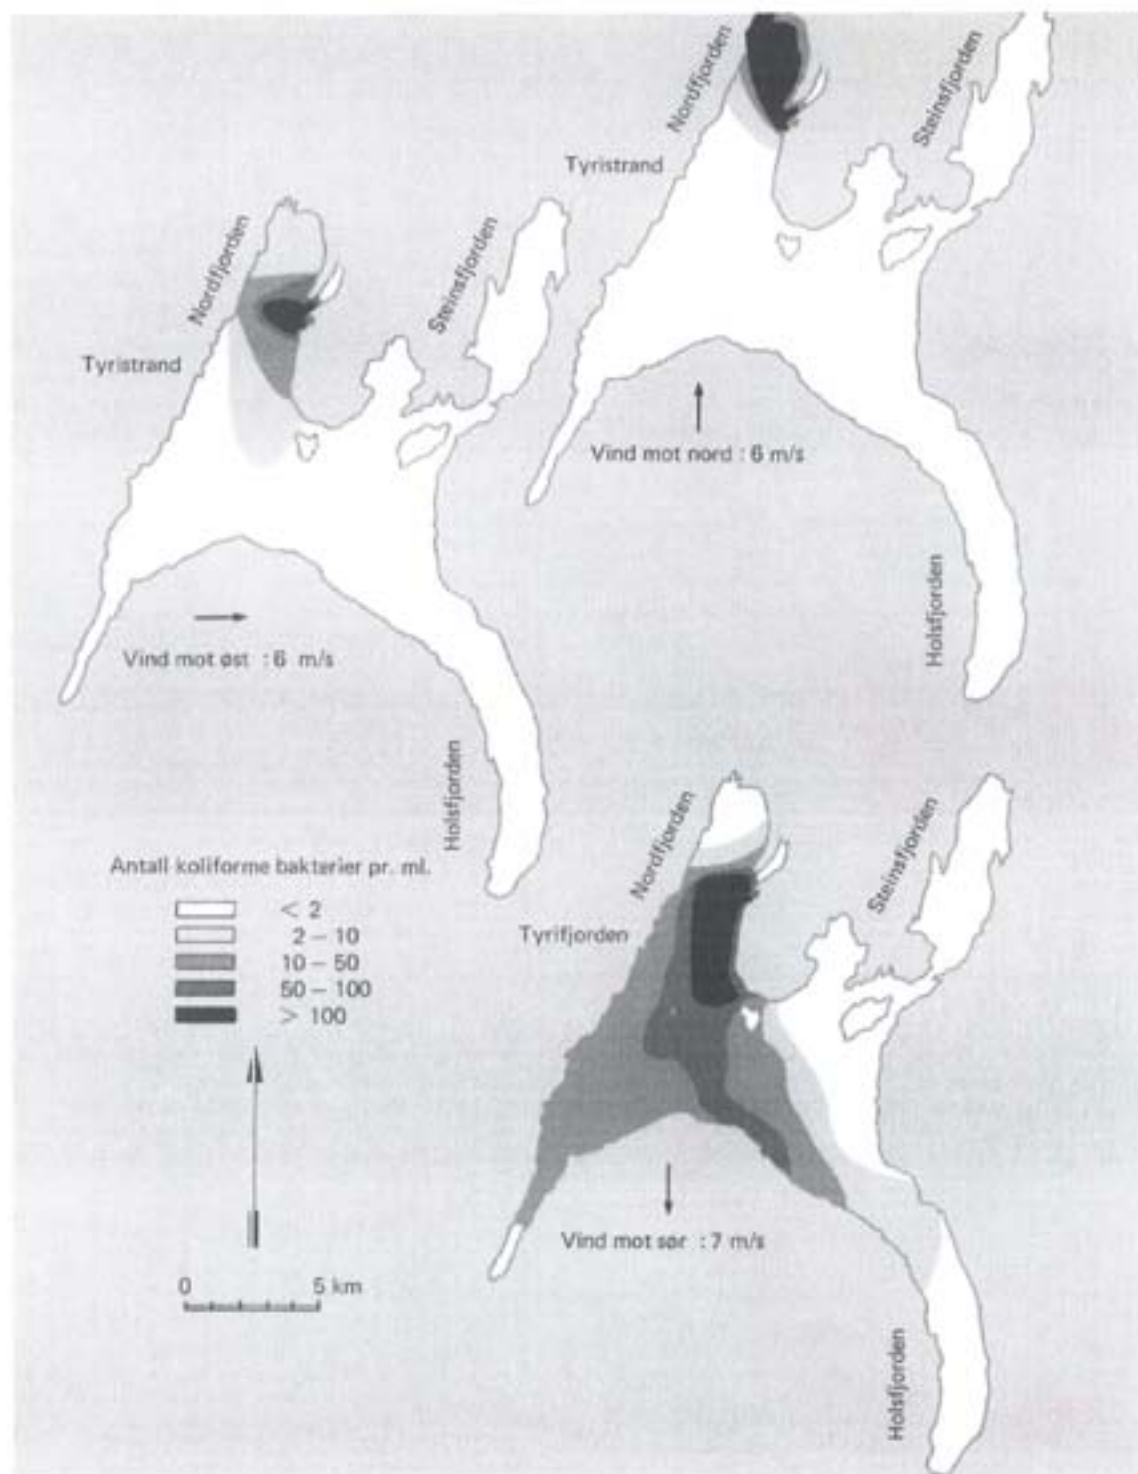 Nordfjorden
Steinsfjorden
Tyristrand
Vind mot nord : 6 m/s
Holsfjorden
Nordfjorden
Steinsfjorden
Tyristrand
Vind mot øst : 6 m/s
Holsfjorden
Nordfjorden
Steinsfjorden
Tyrifjorden
Vind mot sør : 7 m/s
Holsfjorden
Antall koliforme bakterier pr. ml.
< 2
2 – 10
10 – 50
50 – 100
> 100
0 5 km